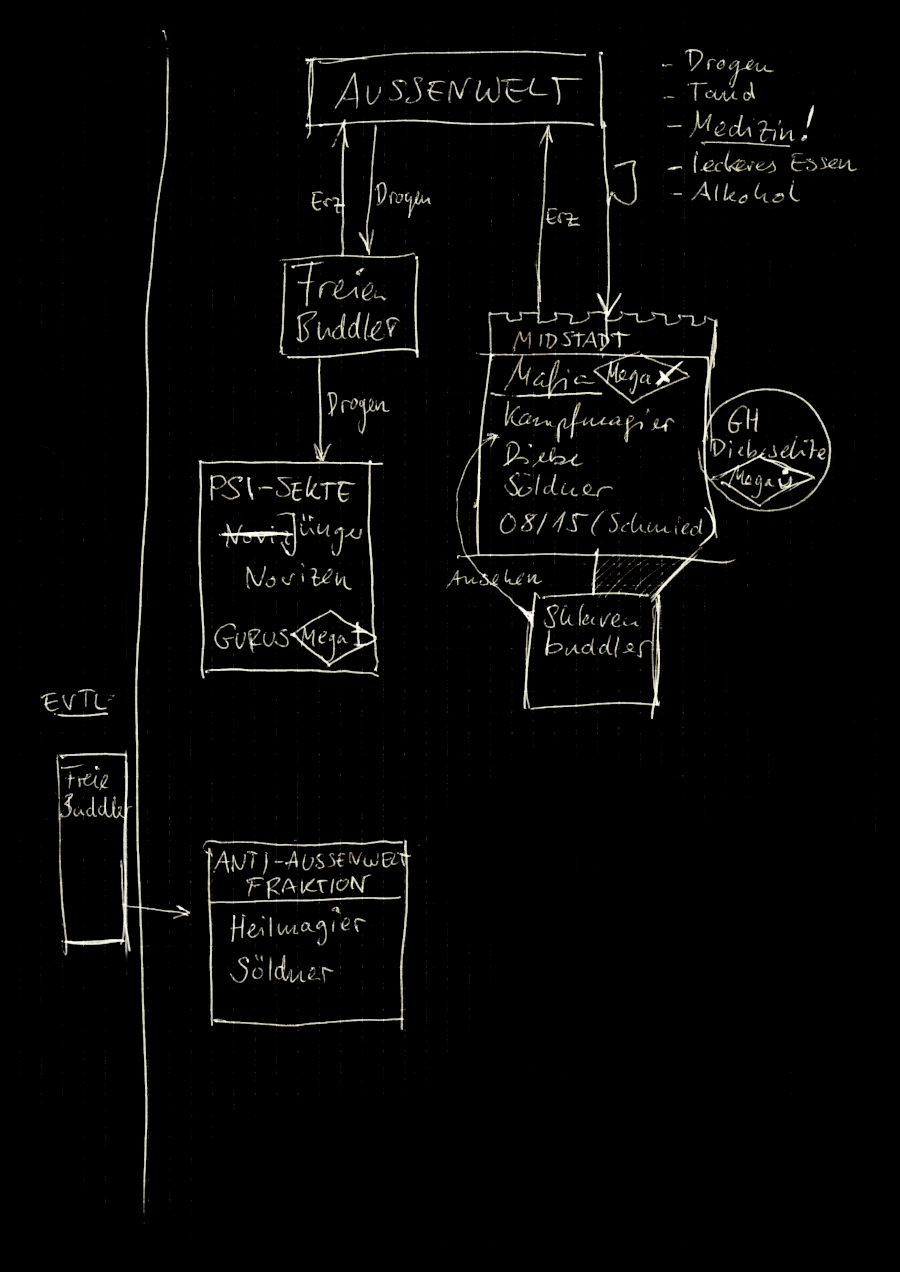 AUSSENWELT
- Drogen
- Tand
- Medizin!
- leckeres Essen
- Alkohol
Erz
Drogen
Erz
Freien
Buddler
Drogen
MIDSTADT
Mafia Mega
Kampfmagier
Diebe
Söldner
08/15 (Schmied
GH
Diebeselite
Mega
PSI-SEKTE
Noviz Jünger
Novizen
GURUS Mega
Ansehen
Sklaven
buddler
EVTL.
Freie
Buddler
ANTI-AUSSENWELT
FRAKTION
Heilmagier
Söldner